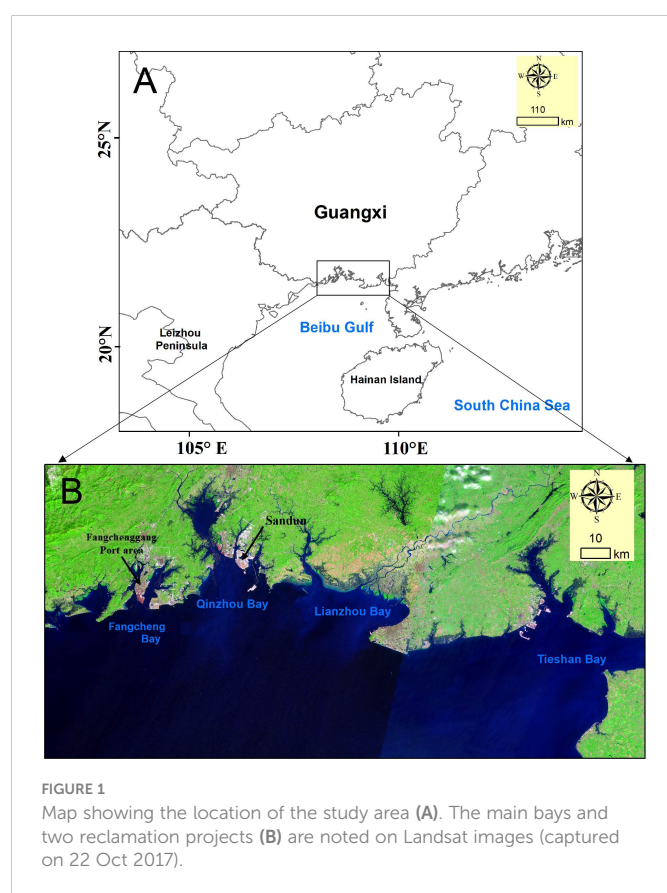 A
N
W E
S
110
km
25°N
Guangxi
Beibu Gulf
Leizhou
Peninsula
20°N
Hainan Island
South China Sea
105° E
110°E
B
N
W E
S
10
km
Sandun
Fangchenggang
Port area
Qinzhou Bay
Lianzhou Bay
Fangcheng
Bay
Tieshan Bay
FIGURE 1
Map showing the location of the study area (A). The main bays and
two reclamation projects (B) are noted on Landsat images (captured
on 22 Oct 2017).